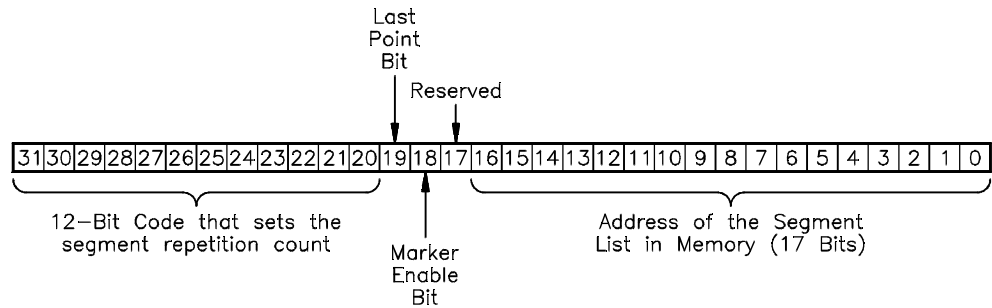 Last
Point
Bit
Reserved
31 30 29 28 27 26 25 24 23 22 21 20 19 18 17 16 15 14 13 12 11 10 9 8 7 6 5 4 3 2 1 0
12-Bit Code that sets the
segment repetition count
Marker
Enable
Bit
Address of the Segment
List in Memory (17 Bits)